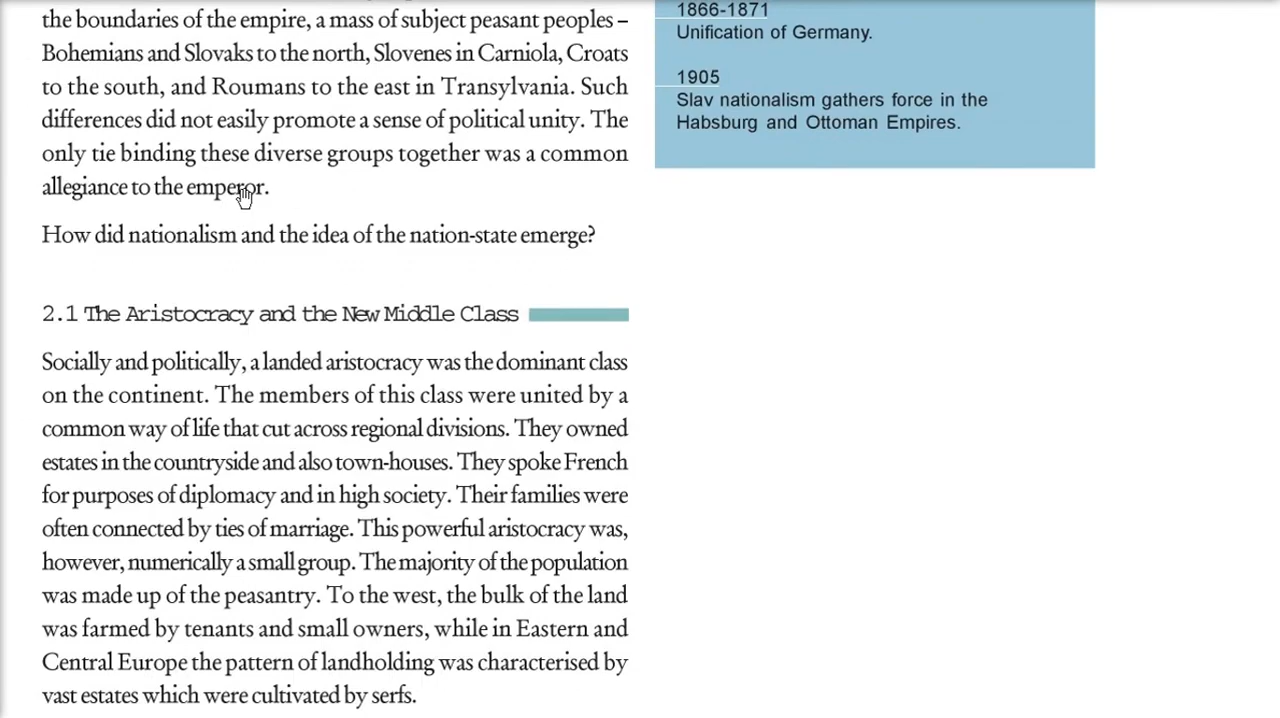 the boundaries of the empire, a mass of subject peasant peoples –
Bohemians and Slovaks to the north, Slovenes in Carniola, Croats
to the south, and Roumans to the east in Transylvania. Such
differences did not easily promote a sense of political unity. The
only tie binding these diverse groups together was a common
allegiance to the emperor.
How did nationalism and the idea of the nation-state emerge?
2.1 The Aristocracy and the New Middle Class
Socially and politically, a landed aristocracy was the dominant class
on the continent. The members of this class were united by a
common way of life that cut across regional divisions. They owned
estates in the countryside and also town-houses. They spoke French
for purposes of diplomacy and in high society. Their families were
often connected by ties of marriage. This powerful aristocracy was,
however, numerically a small group. The majority of the population
was made up of the peasantry. To the west, the bulk of the land
was farmed by tenants and small owners, while in Eastern and
Central Europe the pattern of landholding was characterised by
vast estates which were cultivated by serfs.
1866-1871
Unification of Germany.
1905
Slav nationalism gathers force in the
Habsburg and Ottoman Empires.